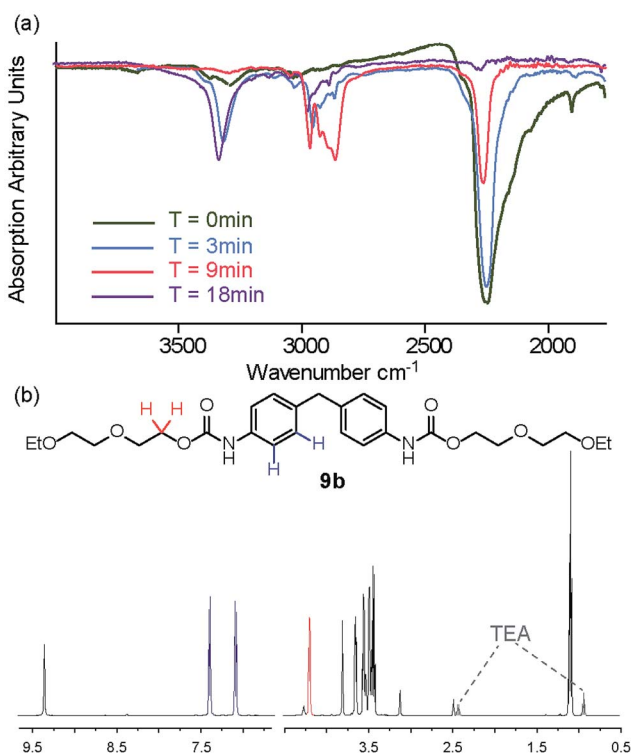 (a)
Absorption Arbitrary Units
T = 0min
T = 3min
T = 9min
T = 18min
3500 3000 2500 2000
Wavenumber cm-1
(b)
H H
O O
EtO O O N N O O OEt
H H
H
H
9b
TEA
9.5 8.5 7.5 3.5 2.5 1.5 0.5